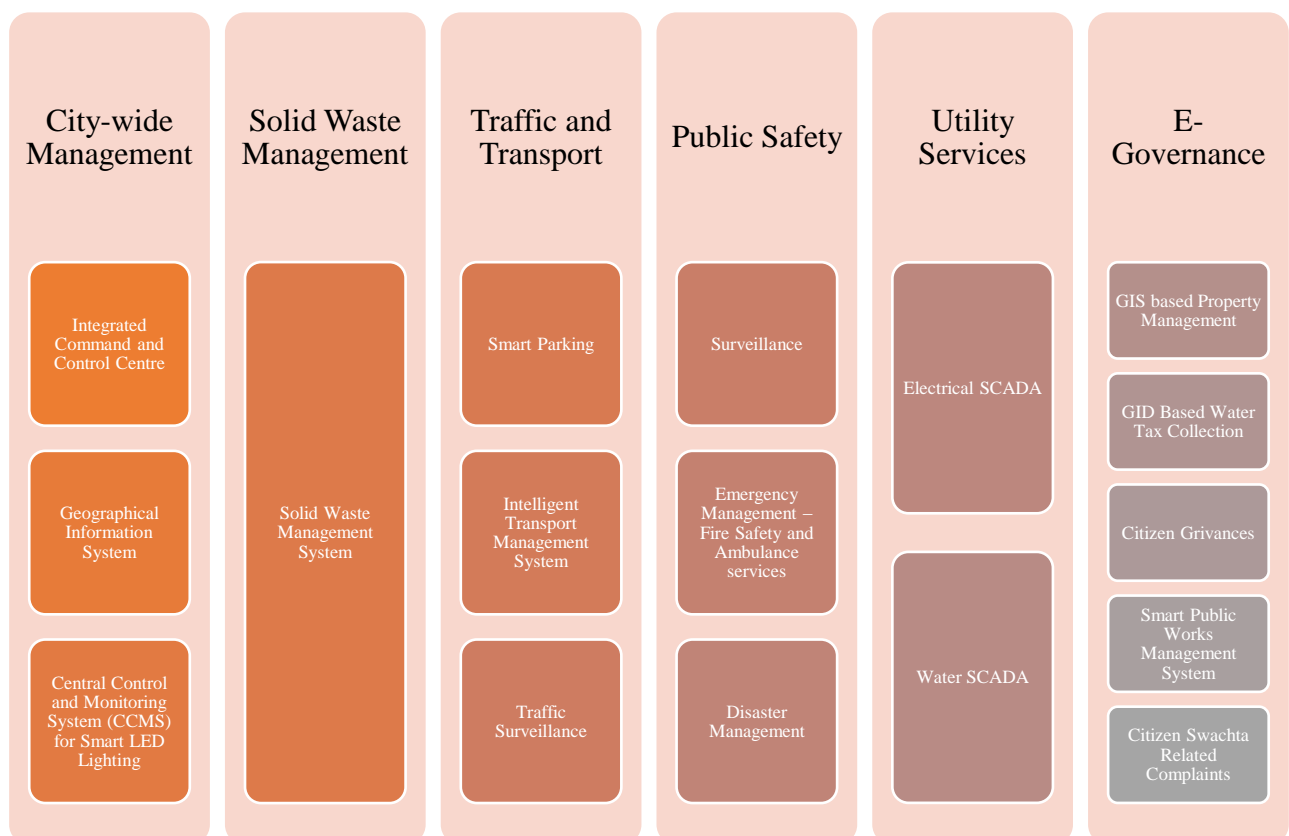 City-wide
Management
Integrated
Command and
Control Centre
Geographical
Information
System
Central Control
and Monitoring
System (CCMS)
for Smart LED
Lighting
Solid Waste
Management
Solid Waste
Management
System
Traffic and
Transport
Smart Parking
Intelligent
Transport
Management
System
Traffic
Surveillance
Public Safety
Surveillance
Emergency
Management –
Fire Safety and
Ambulance
services
Disaster
Management
Utility
Services
Electrical SCADA
Water SCADA
E-
Governance
GIS based Property
Management
GID Based Water
Tax Collection
Citizen Grivances
Smart Public
Works
Management
System
Citizen Swachta
Related
Complaints